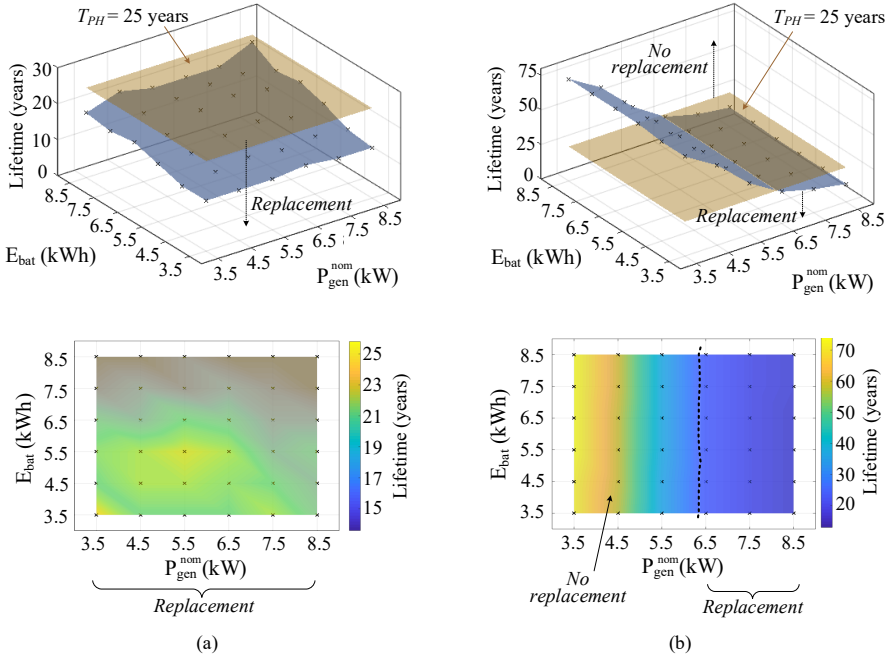 T_PH = 25 years
30
20
10
0
Lifetime (years)
Replacement
8.5
7.5
6.5
5.5
4.5
3.5
E_bat (kWh)
3.5
4.5
5.5
6.5
7.5
8.5
P_gen^nom (kW)
T_PH = 25 years
No
replacement
75
50
25
0
Lifetime (years)
Replacement
8.5
7.5
6.5
5.5
4.5
3.5
E_bat (kWh)
3.5
4.5
5.5
6.5
7.5
8.5
P_gen^nom (kW)
8.5
7.5
6.5
5.5
4.5
3.5
E_bat (kWh)
3.5 4.5 5.5 6.5 7.5 8.5
P_gen^nom (kW)
25
23
21
19
17
15
Lifetime (years)
Replacement
(a)
8.5
7.5
6.5
5.5
4.5
3.5
E_bat (kWh)
3.5 4.5 5.5 6.5 7.5 8.5
P_gen^nom (kW)
70
60
50
40
30
20
Lifetime (years)
No
replacement
Replacement
(b)